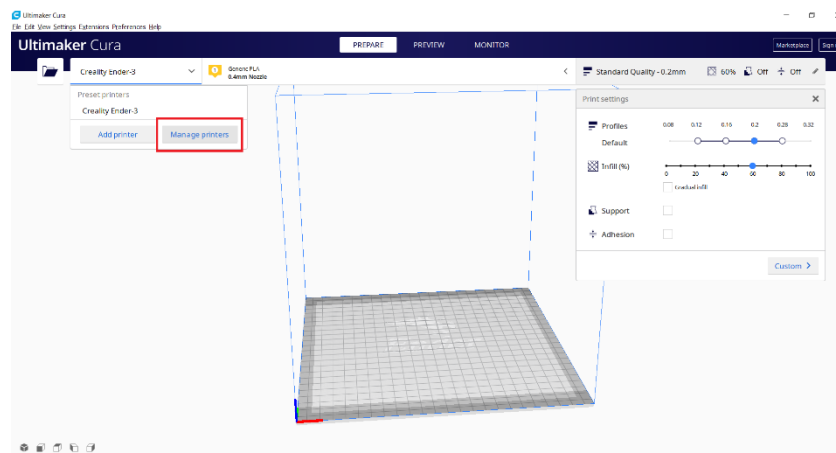 Ultimaker Cura
File Edit View Settings Extensions Preferences Help
Ultimaker Cura PREPARE PREVIEW MONITOR Marketplace Sign
Creality Ender-3 Generic PLA Standard Quality - 0.2mm 60% Off Off
0.4mm Nozzle
Preset printers
Creality Ender-3
Add printer Manage printers
Print settings
Profiles 0.08 0.12 0.16 0.2 0.28 0.32
Default
Infill (%)
0 20 40 60 80 100
Gradual infill
Support
Adhesion
Custom